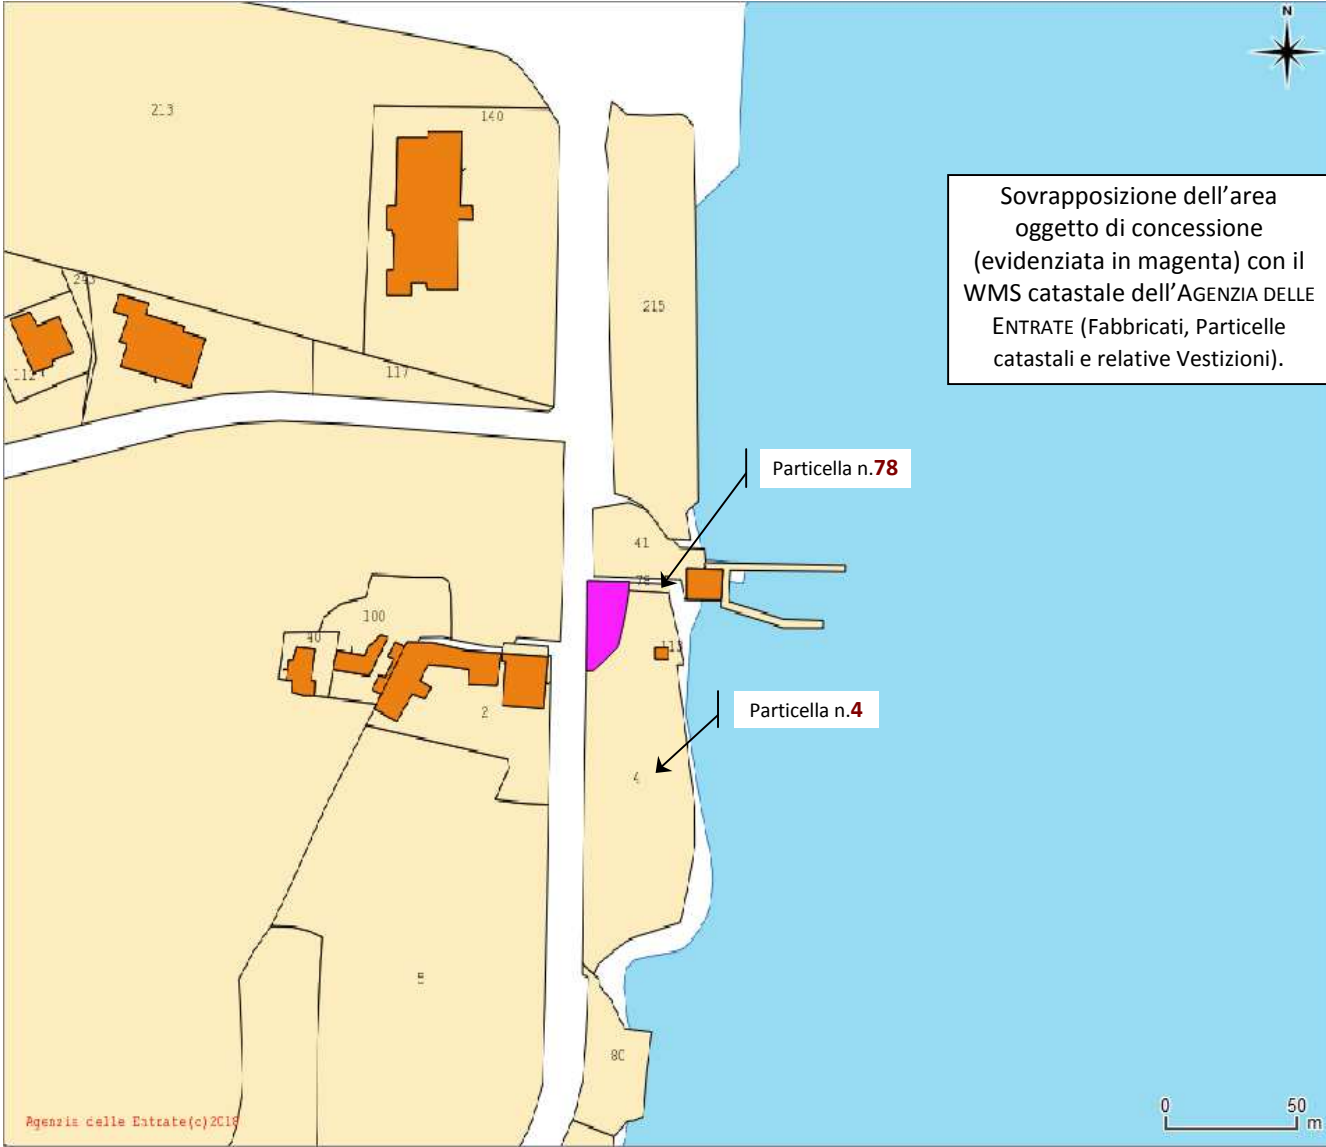 N
213
140
Sovrapposizione dell’area
oggetto di concessione
(evidenziata in magenta) con il
WMS catastale dell’AGENZIA DELLE
ENTRATE (Fabbricati, Particelle
catastali e relative Vestizioni).
243
215
112
117
Particella n.78
41
78
100
40
113
2
Particella n.4
4
5
80
0 50
m
Agenzia delle Entrate(c)2018